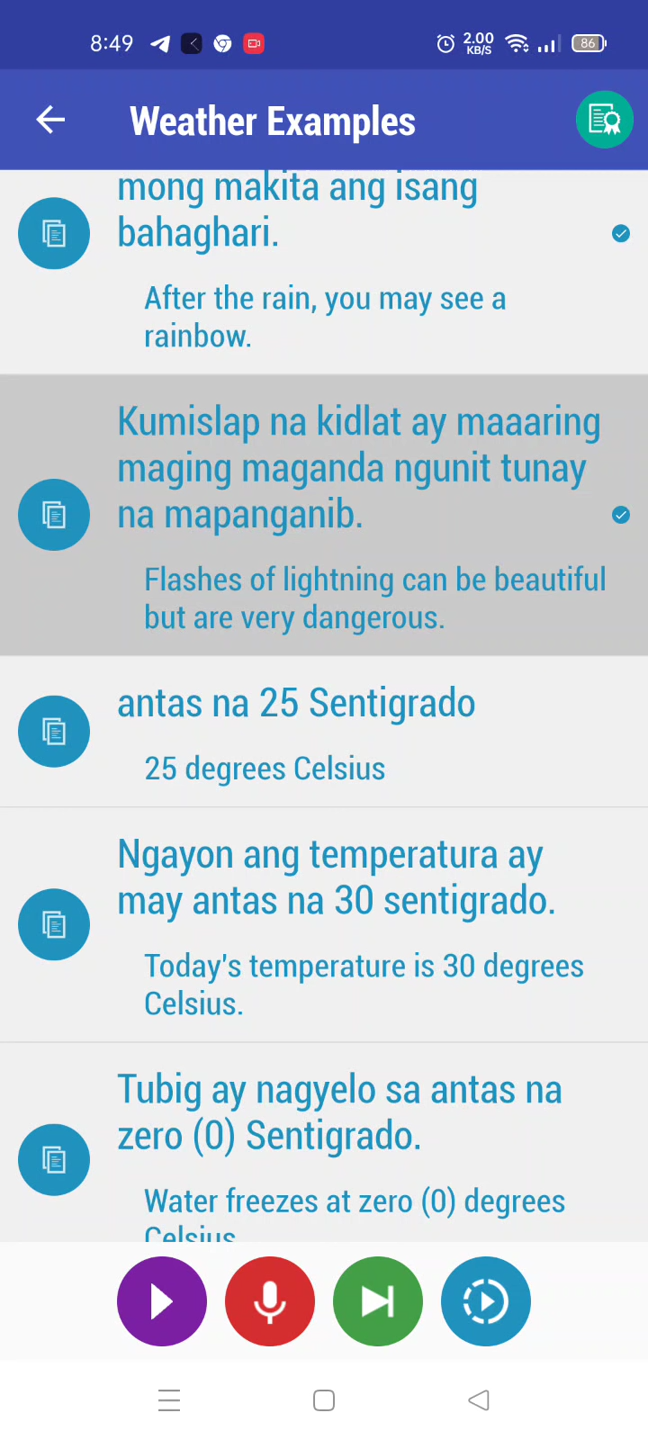 8:49
2.00
KB/S
86
Weather Examples
mong makita ang isang
bahaghari.
After the rain, you may see a
rainbow.
Kumislap na kidlat ay maaaring
maging maganda ngunit tunay
na mapanganib.
Flashes of lightning can be beautiful
but are very dangerous.
antas na 25 Sentigrado
25 degrees Celsius
Ngayon ang temperatura ay
may antas na 30 sentigrado.
Today's temperature is 30 degrees
Celsius.
Tubig ay nagyelo sa antas na
zero (0) Sentigrado.
Water freezes at zero (0) degrees
Celsius